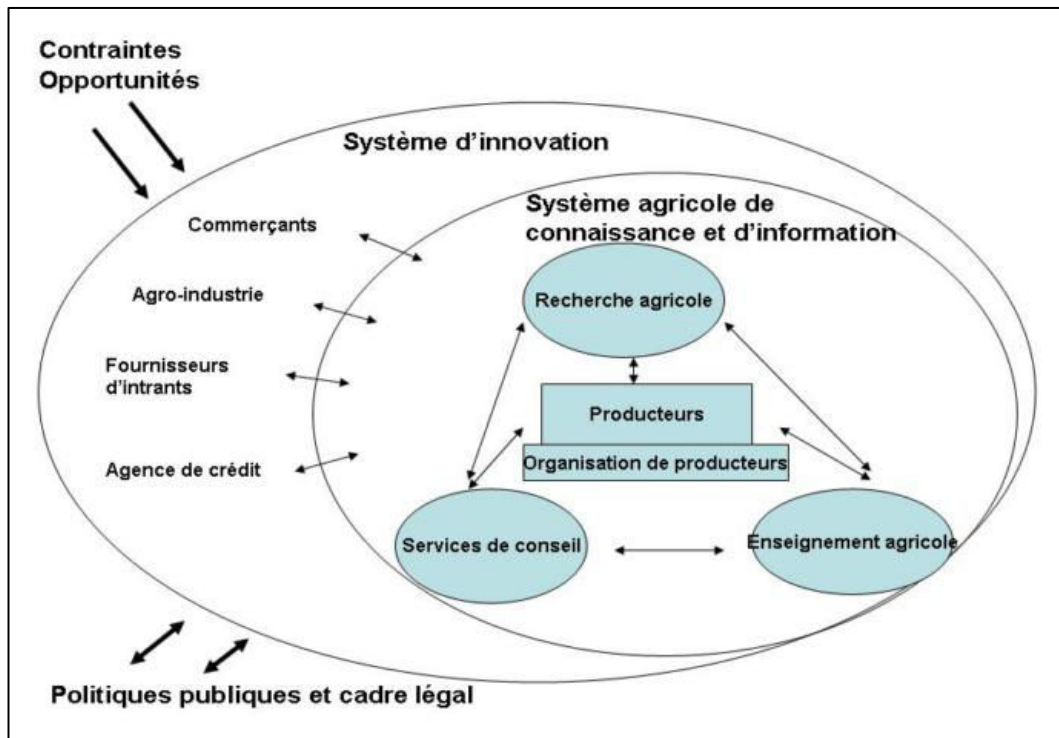 Contraintes
Opportunités
Système d'innovation
Système agricole de
connaissance et d'information
Commerçants
Recherche agricole
Agro-industrie
Fournisseurs
d'intrants
Producteurs
Organisation de producteurs
Agence de crédit
Services de conseil
Enseignement agricole
Politiques publiques et cadre légal